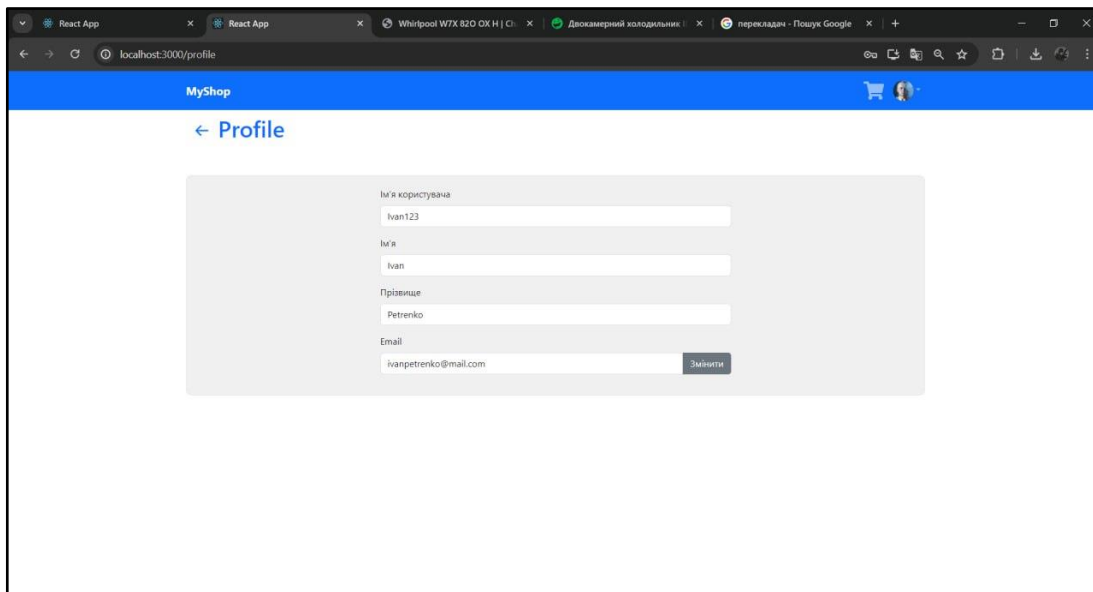 React App
React App
Whirlpool W7X 82O OX H | Ch
Двокамерний холодильник
перекладач - Пошук Google
localhost:3000/profile
MyShop
← Profile
Ім'я користувача
Ivan123
Ім'я
Ivan
Прізвище
Petrenko
Email
ivanpetrenko@mail.com
Змінити